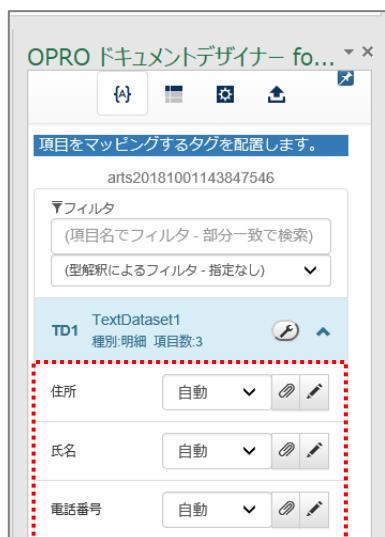 OPRO ドキュメントデザイナー fo...
{A}
項目をマッピングするタグを配置します。
arts20181001143847546
フィルタ
(項目名でフィルタ - 部分一致で検索)
(型解釈によるフィルタ - 指定なし)
TD1 TextDataset1
種別:明細 項目数:3
住所 自動
氏名 自動
電話番号 自動